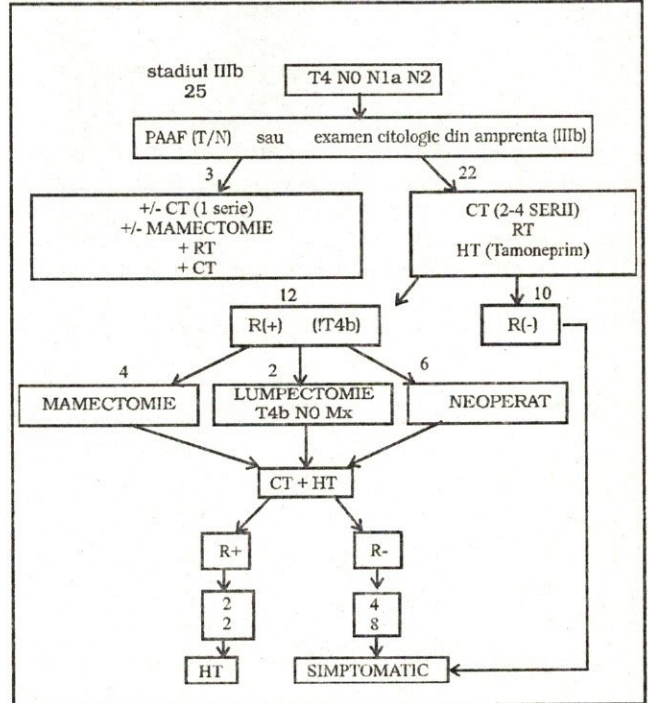 stadiul IIIb
25
T4 N0 N1a N2
PAAF (T/N) sau examen citologic din amprenta (IIIb)
3
22
+/- CT (1 serie)
+/- MAMECTOMIE
+ RT
+ CT
CT (2-4 SERII)
RT
HT (Tamoneprim)
12
10
R(+) (!T4b)
R(-)
4
2
6
MAMECTOMIE
LUMPECTOMIE
T4b N0 Mx
NEOPERAT
CT + HT
R+
R-
2
2
4
8
HT
SIMPTOMATIC